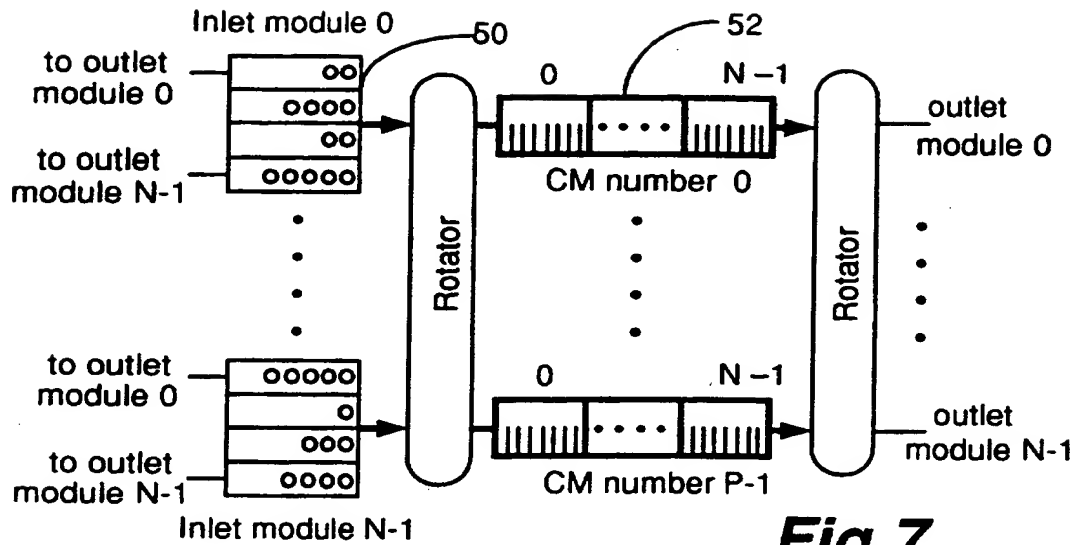 Inlet module 0
50
52
to outlet
module 0
to outlet
module N-1
0
N-1
CM number 0
outlet
module 0
Rotator
Rotator
to outlet
module 0
to outlet
module N-1
Inlet module N-1
0
N-1
CM number P-1
outlet
module N-1
Fig 7